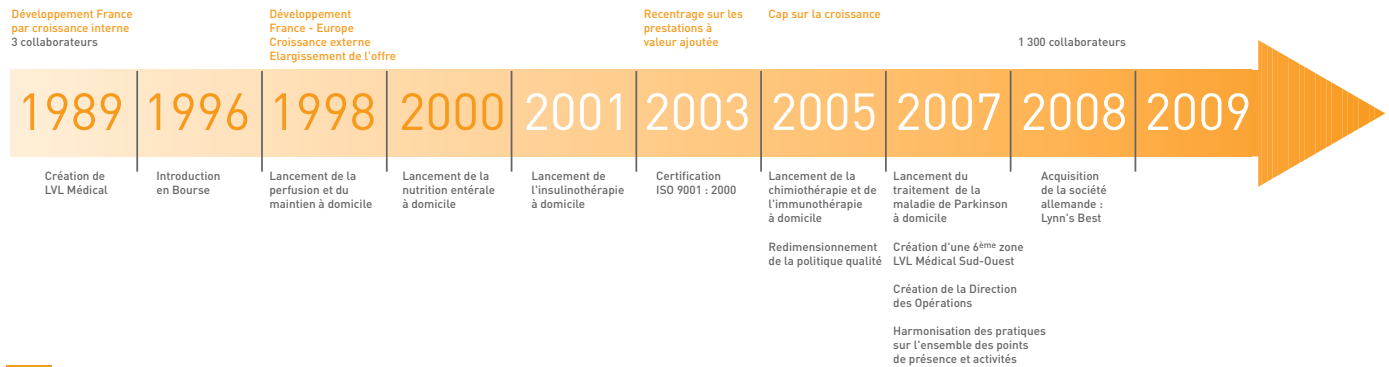 Développement France
par croissance interne
3 collaborateurs
Développement
France - Europe
Croissance externe
Elargissement de l'offre
Recentrage sur les
prestations à
valeur ajoutée
Cap sur la croissance
1 300 collaborateurs
1989
1996
1998
2000
2001
2003
2005
2007
2008
2009
Création de
LVL Médical
Introduction
en Bourse
Lancement de la
perfusion et du
maintien à domicile
Lancement de la
nutrition entérale
à domicile
Lancement de
l'insulinothérapie
à domicile
Certification
ISO 9001 : 2000
Lancement de la
chimiothérapie et de
l'immunothérapie
à domicile
Redimensionnement
de la politique qualité
Lancement du
traitement de la
maladie de Parkinson
à domicile
Création d'une 6ème zone
LVL Médical Sud-Ouest
Création de la Direction
des Opérations
Harmonisation des pratiques
sur l'ensemble des points
de présence et activités
Acquisition
de la société
allemande :
Lynn's Best